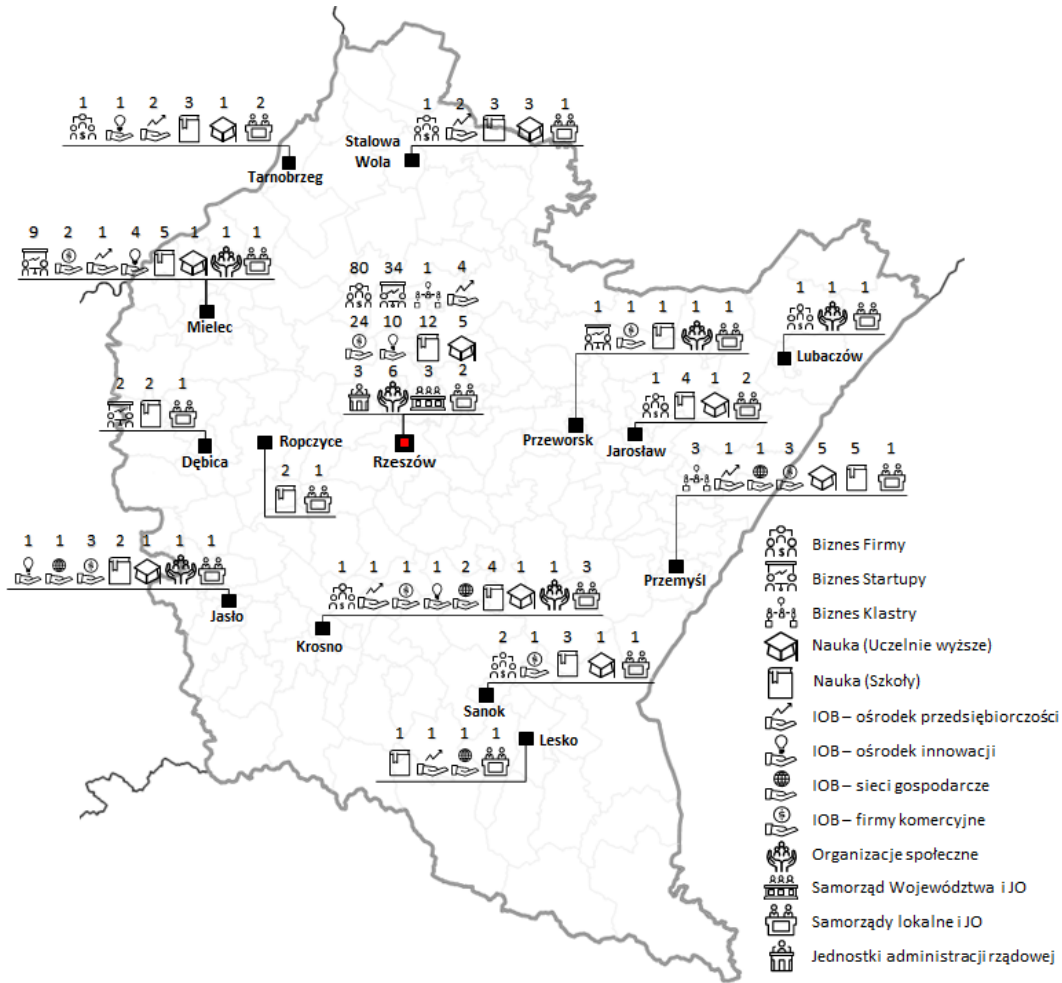 1 1 2 3 1 2
Tarnobrzeg
1 2 3 3 1
Stalowa
Wola
9 2 1 4 5 1 1 1
Mielec
80 34 1 4
24 10 12 5
3 6 3 2
Rzeszów
1 1 1 1 1
Przeworsk
1 1 1
Lubaczów
1 4 1 2
Jarosław
2 2 1
Dębica
Ropczyce
2 1
3 1 1 3 5 5 1
Przemyśl
1 1 3 2 1 1 1
Jasło
1 1 1 1 2 4 1 1 3
Krosno
2 1 3 1 1
Sanok
1 1 1 1
Lesko
Biznes Firmy
Biznes Startupy
Biznes Klastry
Nauka (Uczelnie wyższe)
Nauka (Szkoły)
IOB – ośrodek przedsiębiorczości
IOB – ośrodek innowacji
IOB – sieci gospodarcze
IOB – firmy komercyjne
Organizacje społeczne
Samorząd Województwa i JO
Samorządy lokalne i JO
Jednostki administracji rządowej